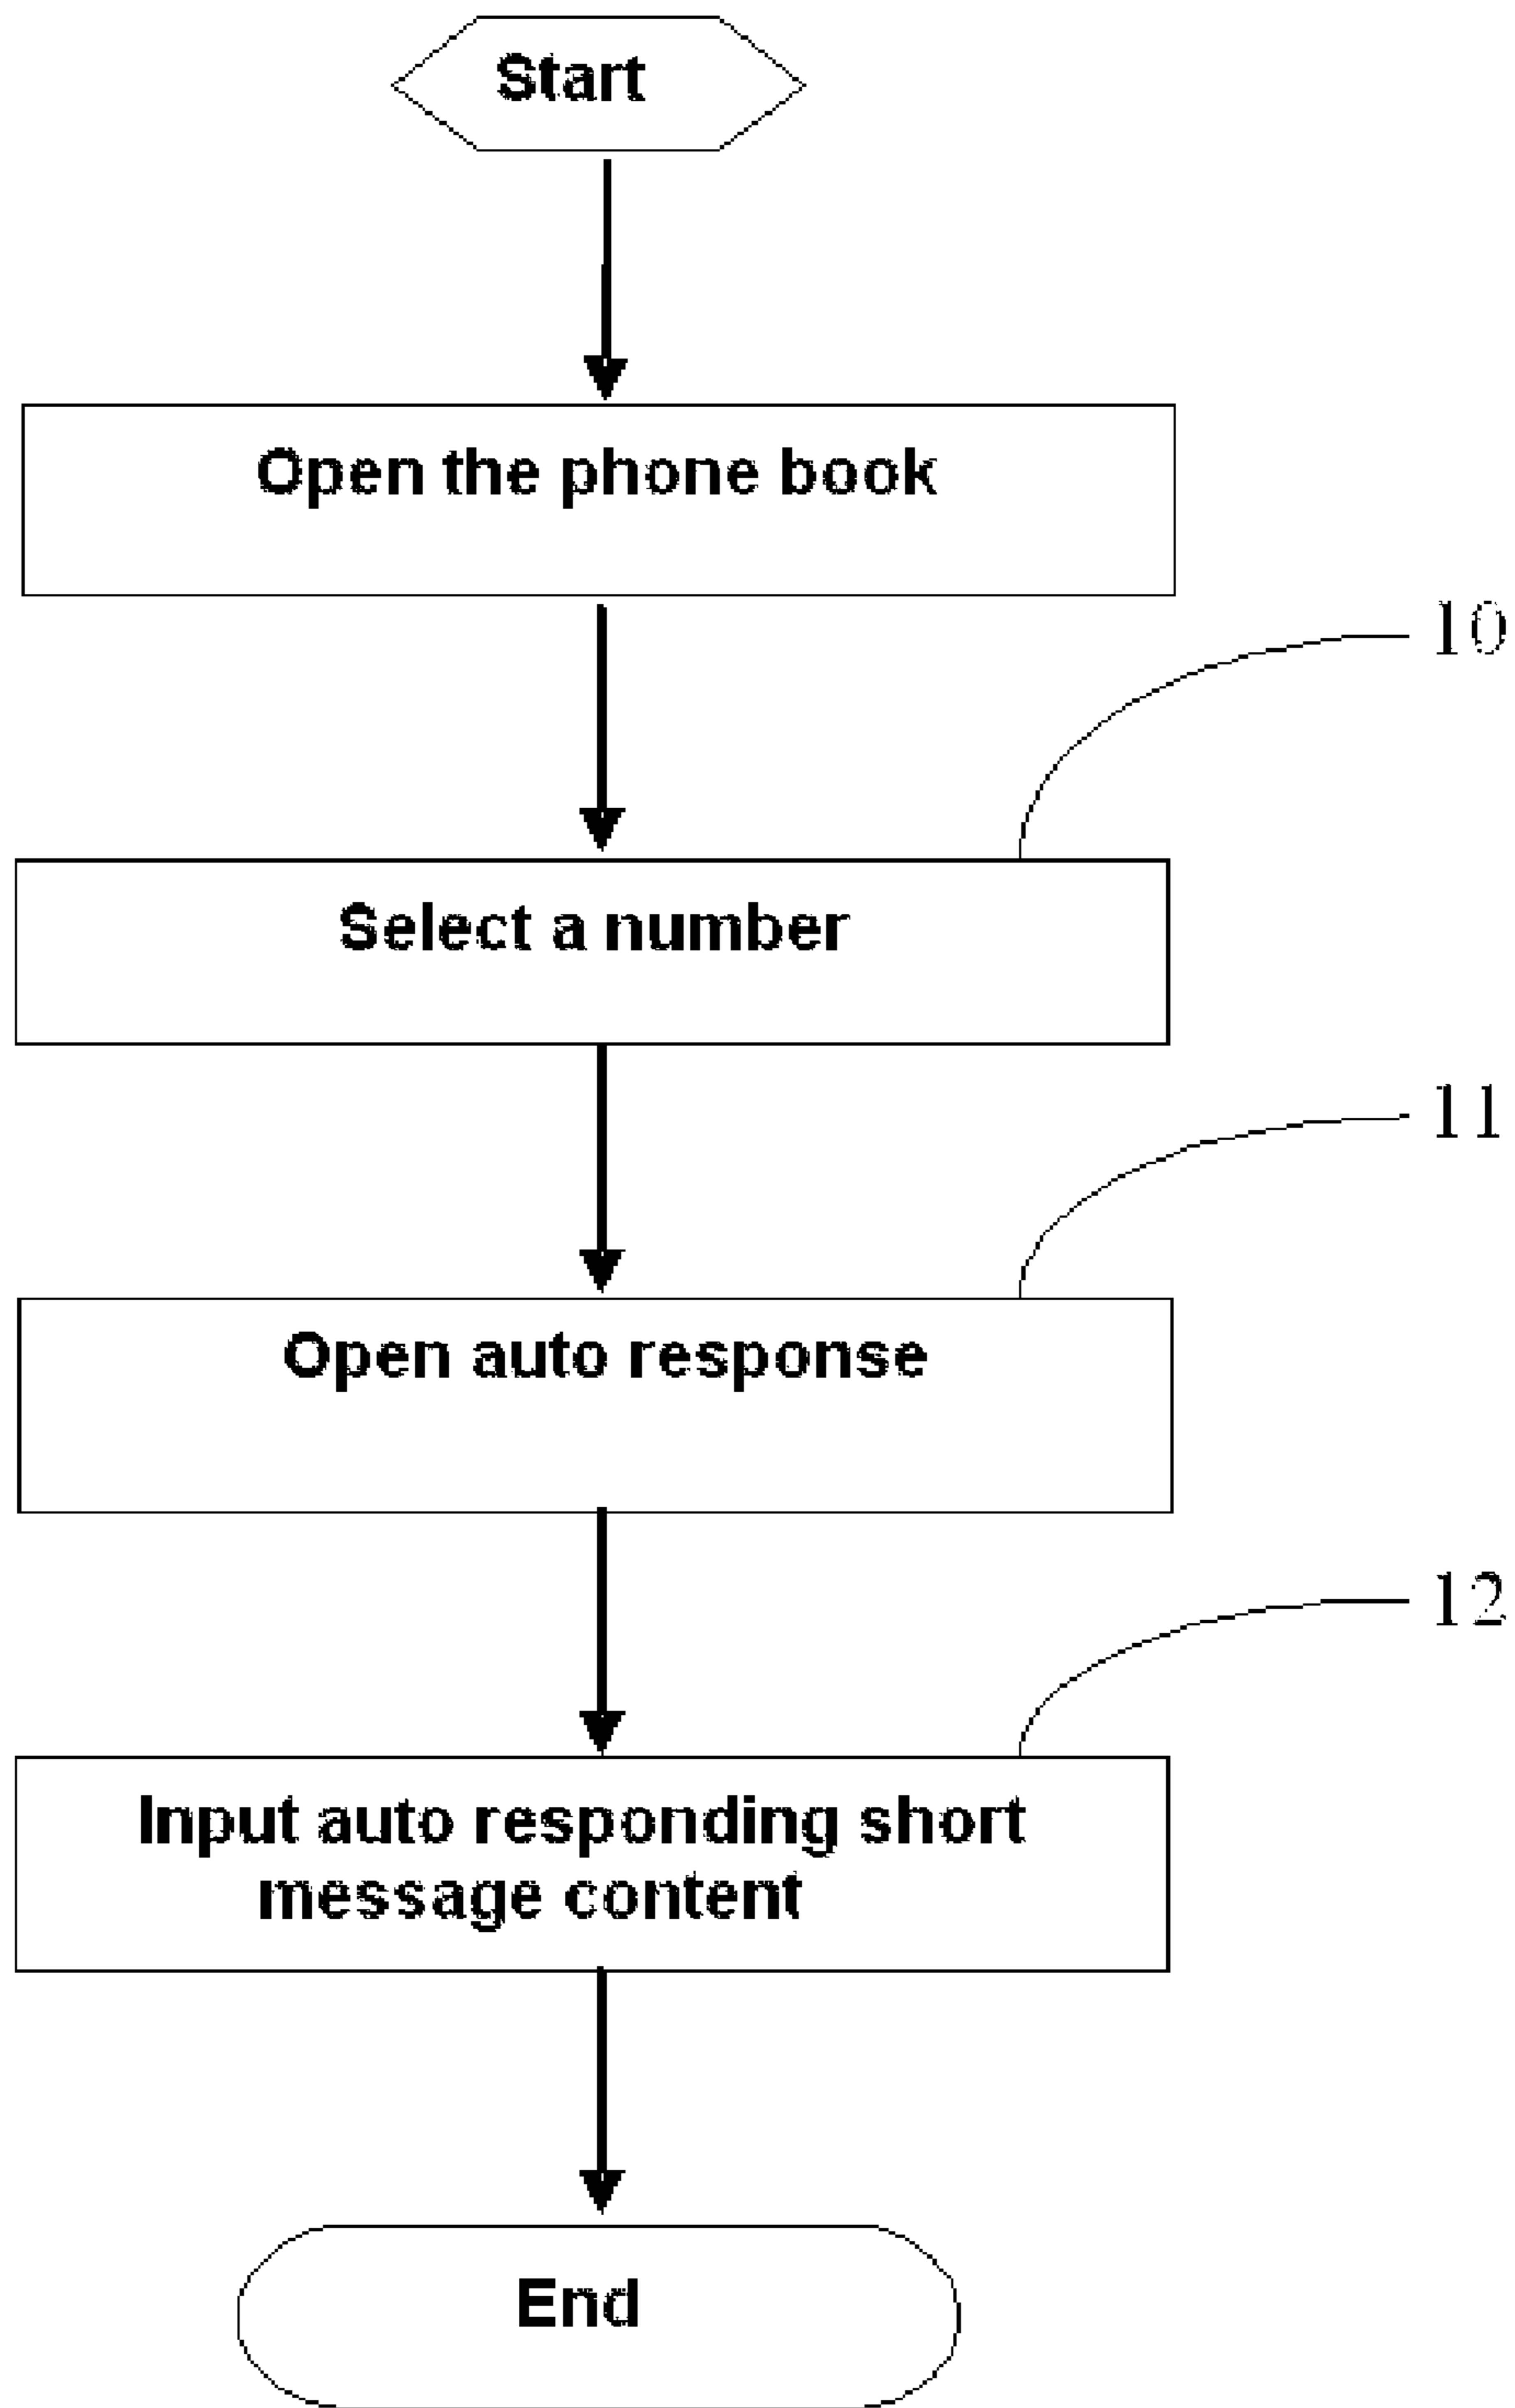 Start
Open the phone book
10
Select a number
11
Open auto response
12
Input auto responding short
message content
End